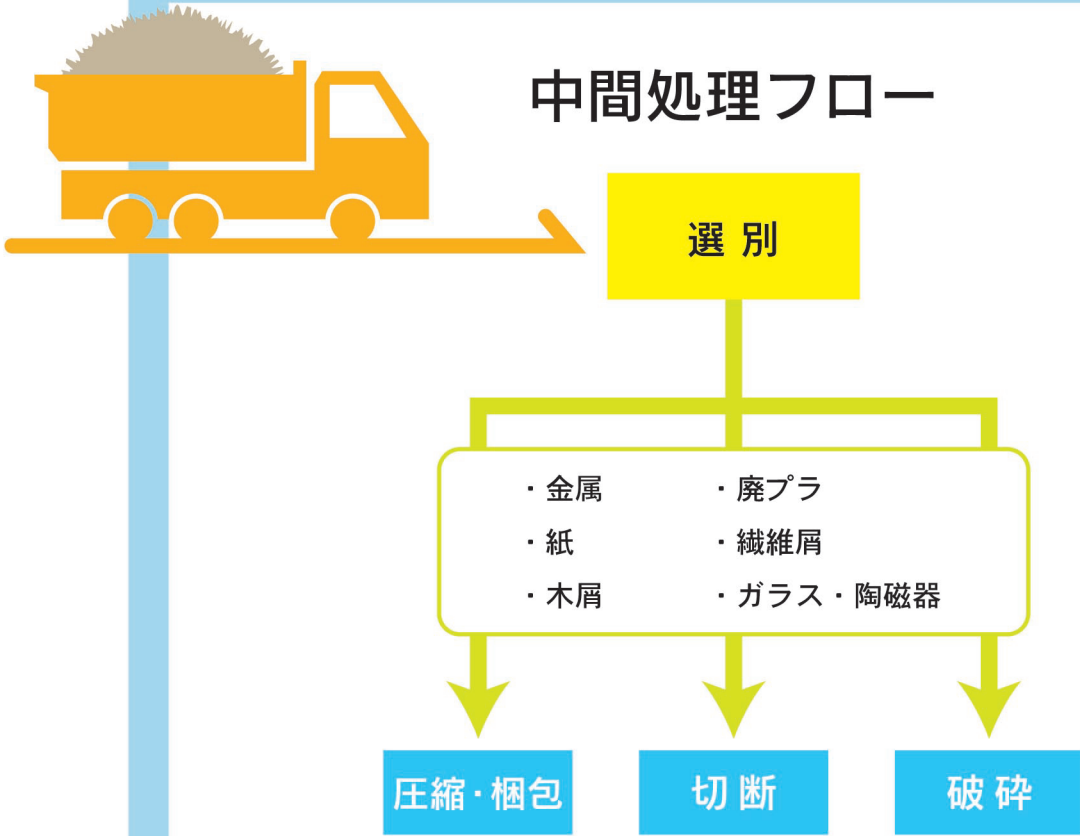 中間処理フロー
選別
・金属
・廃プラ
・紙
・繊維屑
・木屑
・ガラス・陶磁器
圧縮・梱包
切断
破砕